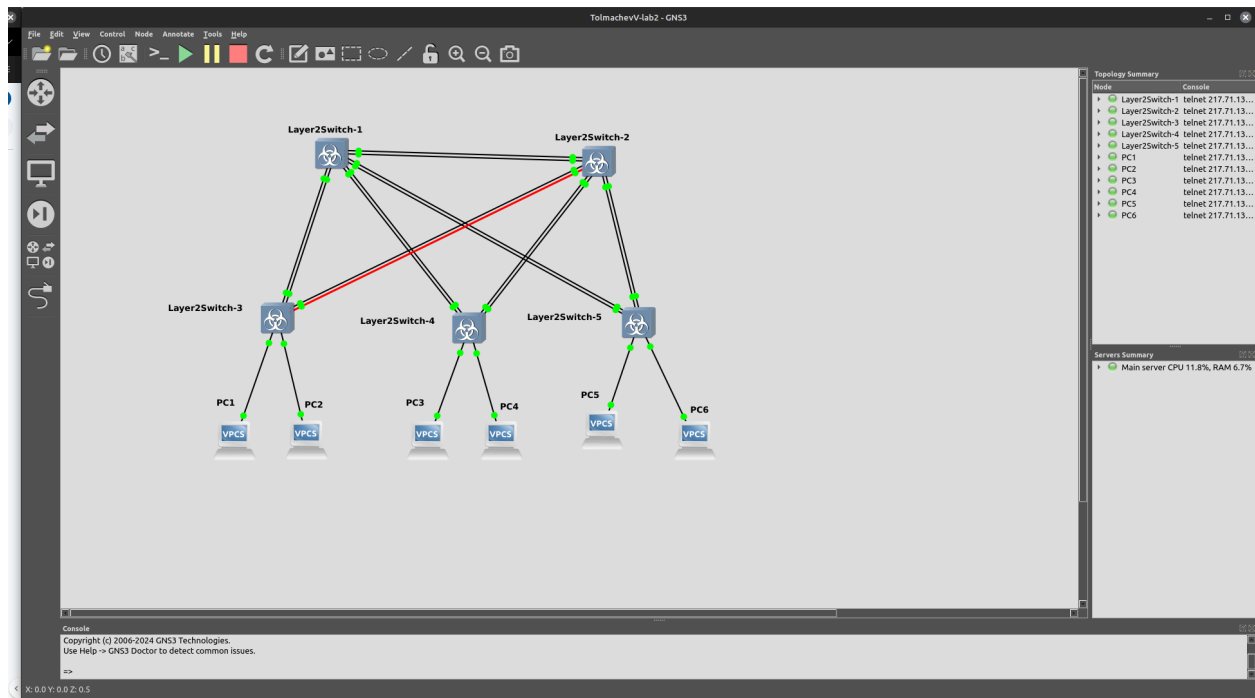 TolmachevV-lab2 - GNS3
File Edit View Control Node Annotate Tools Help
Layer2Switch-1
Layer2Switch-2
Layer2Switch-3
Layer2Switch-4
Layer2Switch-5
PC1
PC2
PC3
PC4
PC5
PC6
VPCS
VPCS
VPCS
VPCS
VPCS
VPCS
Topology Summary
Node Console
Layer2Switch-1 telnet 217.71.13...
Layer2Switch-2 telnet 217.71.13...
Layer2Switch-3 telnet 217.71.13...
Layer2Switch-4 telnet 217.71.13...
Layer2Switch-5 telnet 217.71.13...
PC1 telnet 217.71.13...
PC2 telnet 217.71.13...
PC3 telnet 217.71.13...
PC4 telnet 217.71.13...
PC5 telnet 217.71.13...
PC6 telnet 217.71.13...
Servers Summary
Main server CPU 11.8%, RAM 6.7%
Console
Copyright (c) 2006-2024 GNS3 Technologies.
Use Help -> GNS3 Doctor to detect common issues.
=>
X: 0.0 Y: 0.0 Z: 0.5